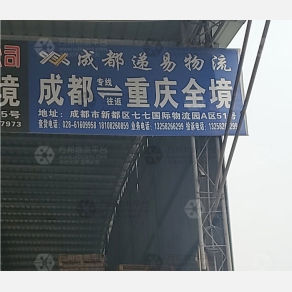 司
境
5号
7973
成都递易物流
成都 专线 往返 重庆全境
地址：成都市新都区七七国际物流园A区51号